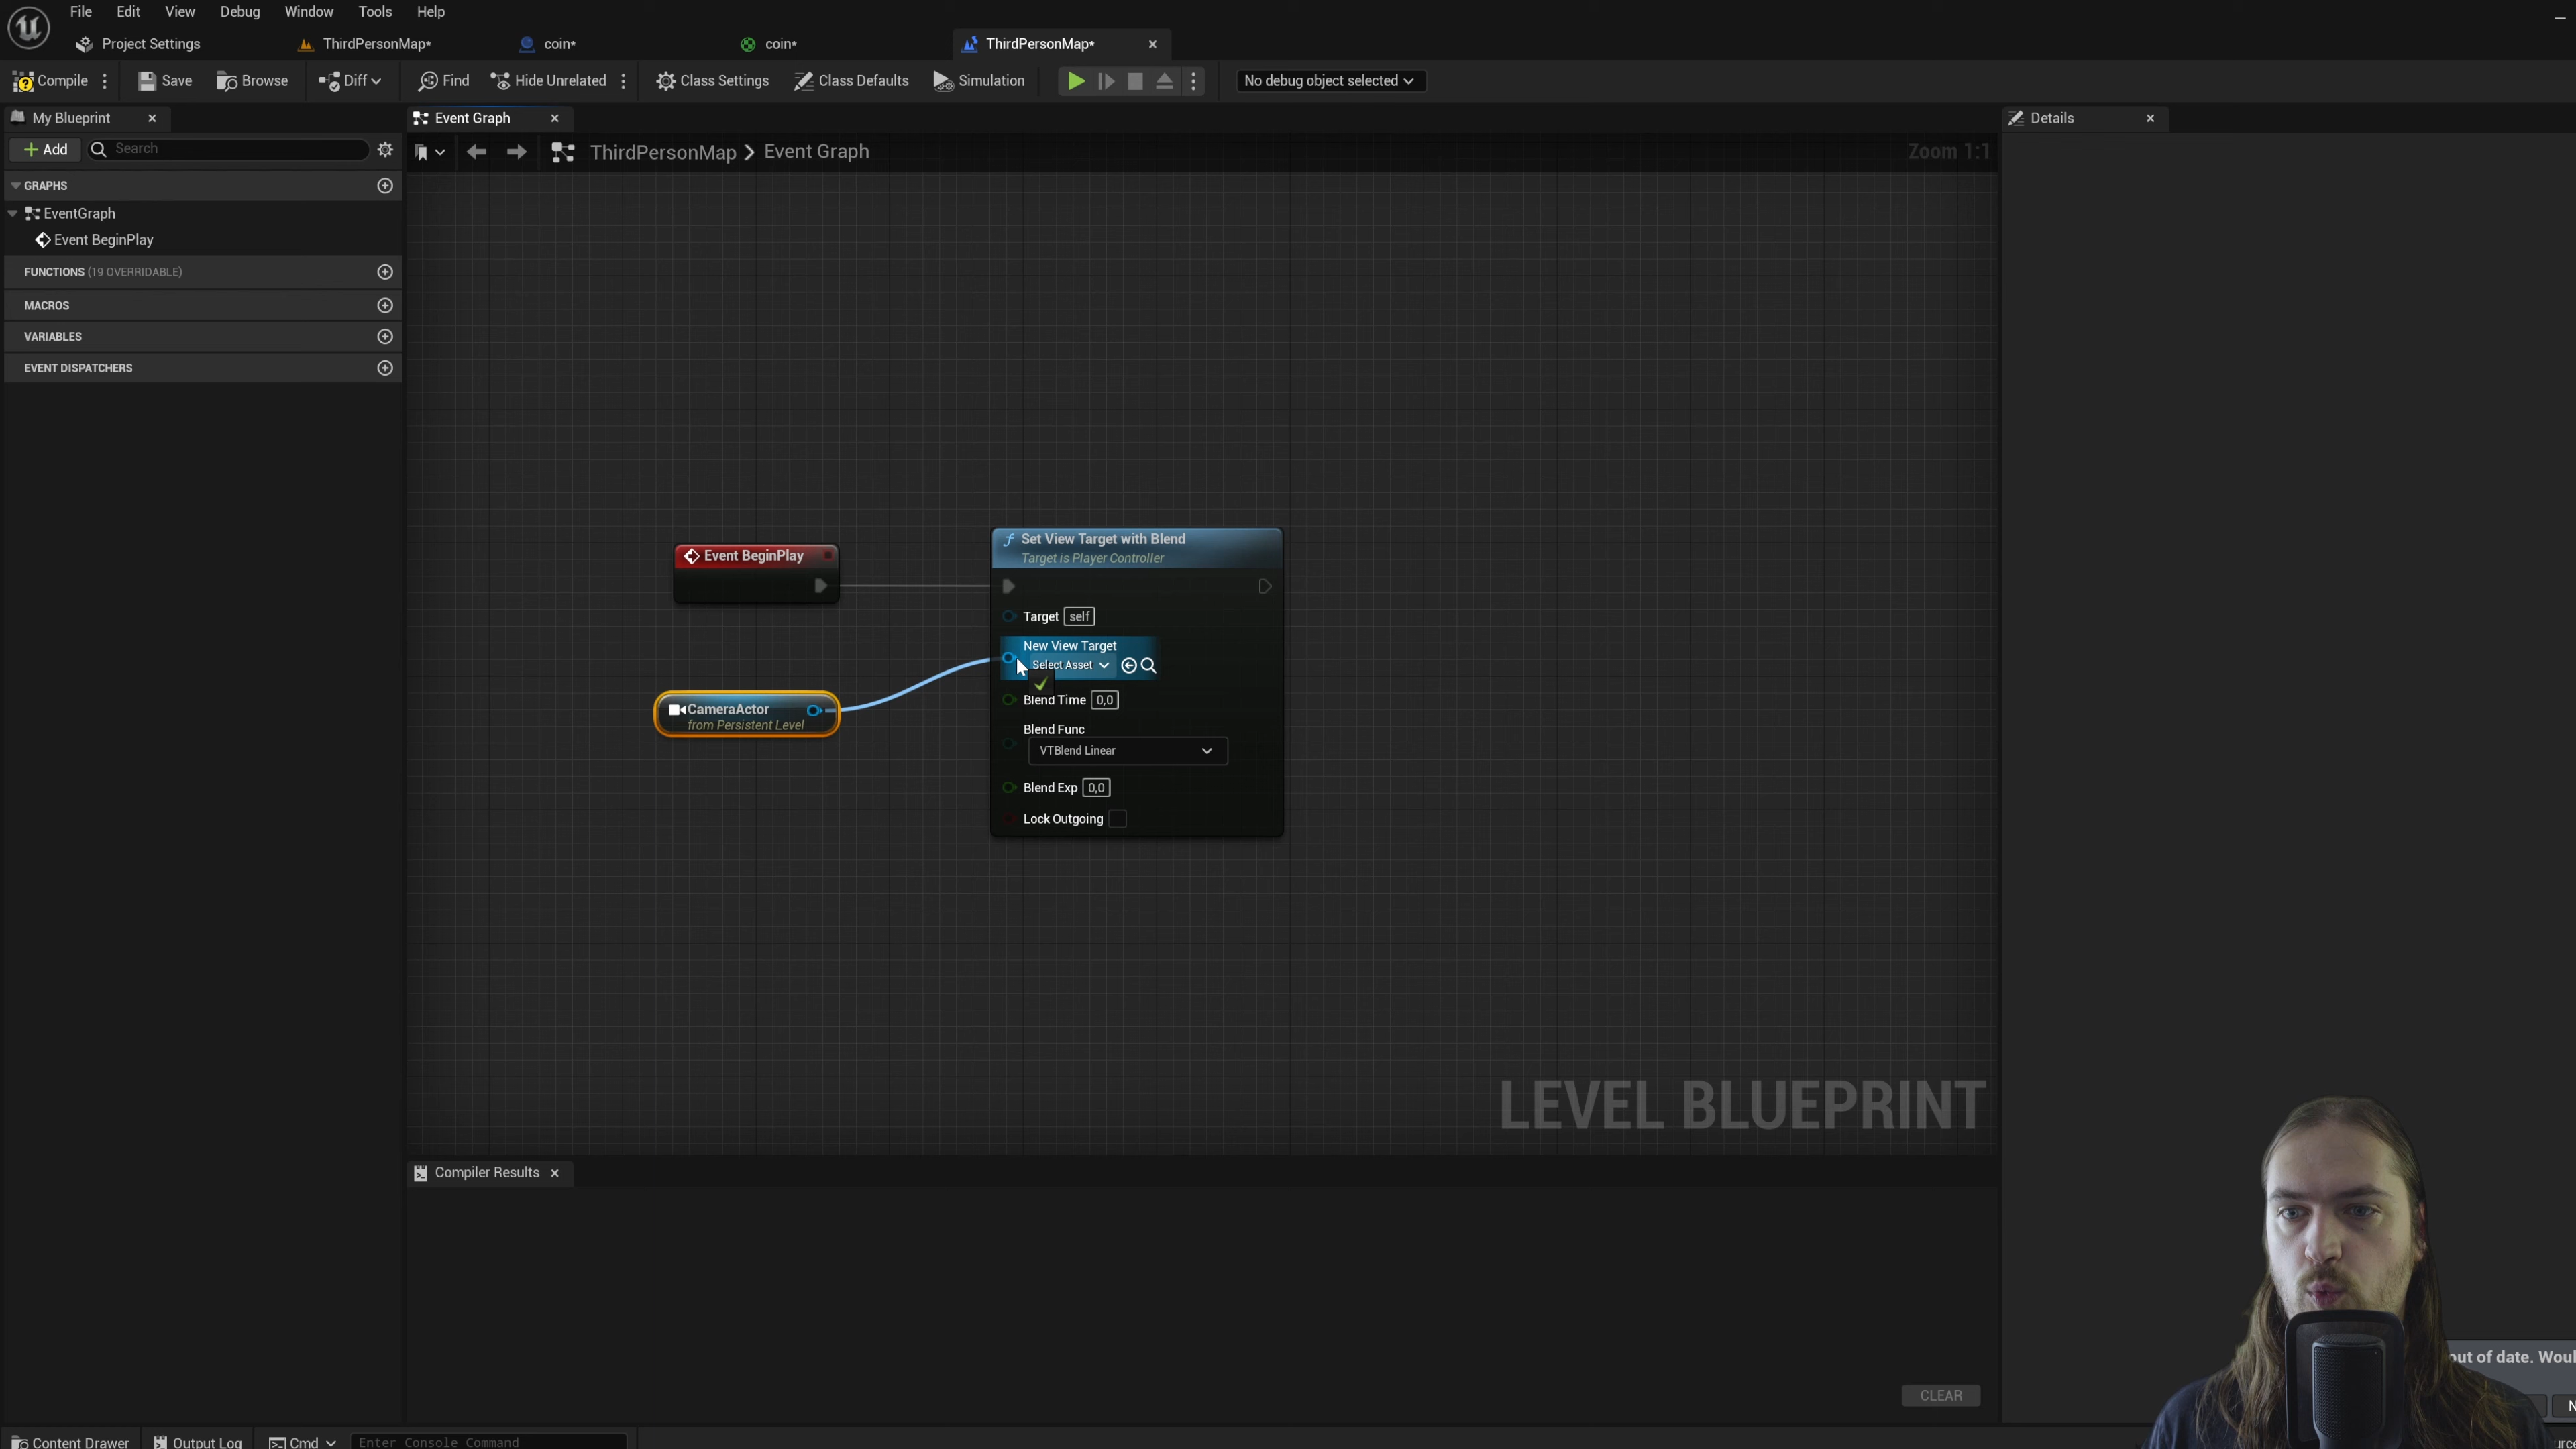 File Edit View Debug Window Tools Help
Project Settings ThirdPersonMap* coin* coin* ThirdPersonMap*
Compile Save Browse Diff Find Hide Unrelated Class Settings Class Defaults Simulation No debug object selected
My Blueprint
Event Graph
Details
Add Search
ThirdPersonMap > Event Graph
Zoom 1:1
GRAPHS
EventGraph
Event BeginPlay
FUNCTIONS (19 OVERRIDABLE)
MACROS
VARIABLES
EVENT DISPATCHERS
Event BeginPlay
CameraActor
from Persistent Level
Set View Target with Blend
Target is Player Controller
Target self
New View Target
Select Asset
Blend Time 0,0
Blend Func
VTBlend Linear
Blend Exp 0,0
Lock Outgoing
LEVEL BLUEPRINT
Compiler Results
out of date. Woul
CLEAR
Content Drawer Output Log Cmd Enter Console Command